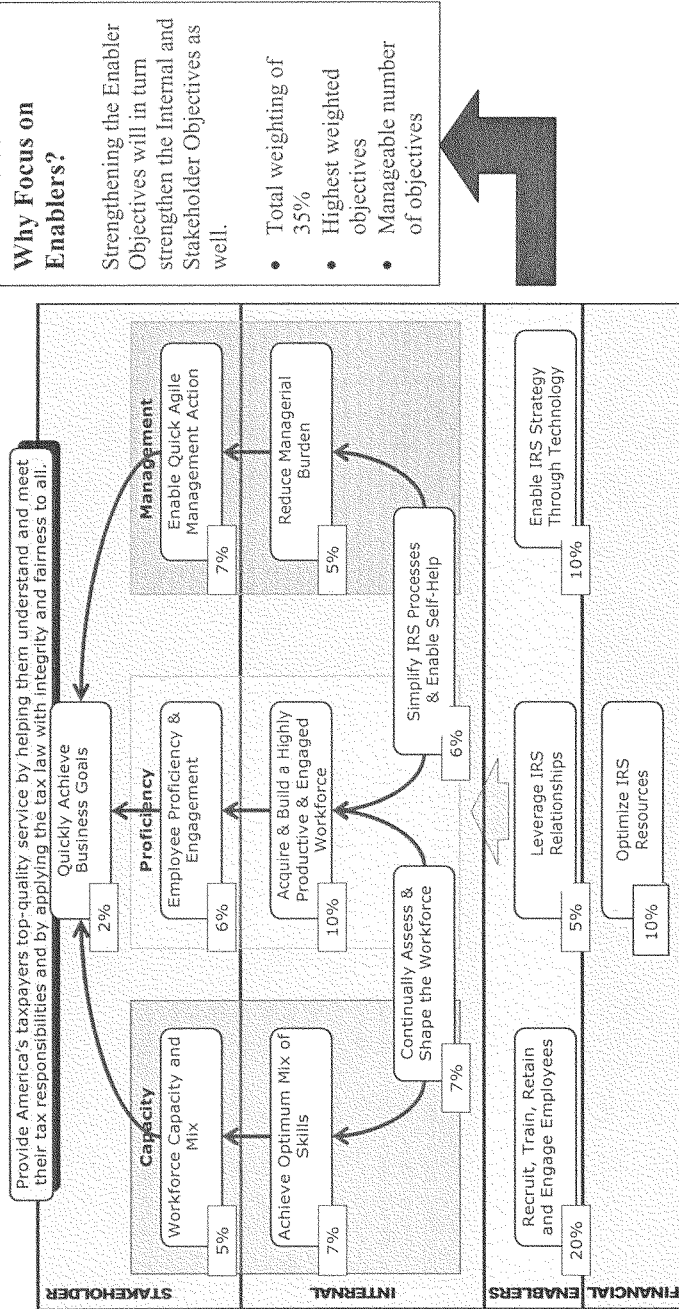 Provide America's taxpayers top-quality service by helping them understand and meet
their tax responsibilities and by applying the tax law with integrity and fairness to all.
STAKEHOLDER
Quickly Achieve
Business Goals
2%
Capacity
Workforce Capacity and
Mix
5%
Proficiency
Employee Proficiency &
Engagement
6%
Management
Enable Quick Agile
Management Action
7%
INTERNAL
Achieve Optimum Mix of
Skills
7%
Acquire & Build a Highly
Productive & Engaged
Workforce
10%
Reduce Managerial
Burden
5%
Continually Assess &
Shape the Workforce
7%
Simplify IRS Processes
& Enable Self-Help
6%
ENABLERS
Recruit, Train, Retain
and Engage Employees
20%
Leverage IRS
Relationships
5%
Enable IRS Strategy
Through Technology
10%
FINANCIAL
Optimize IRS
Resources
10%
Why Focus on
Enablers?
Strengthening the Enabler
Objectives will in turn
strengthen the Internal and
Stakeholder Objectives as
well.
• Total weighting of
35%
• Highest weighted
objectives
• Manageable number
of objectives